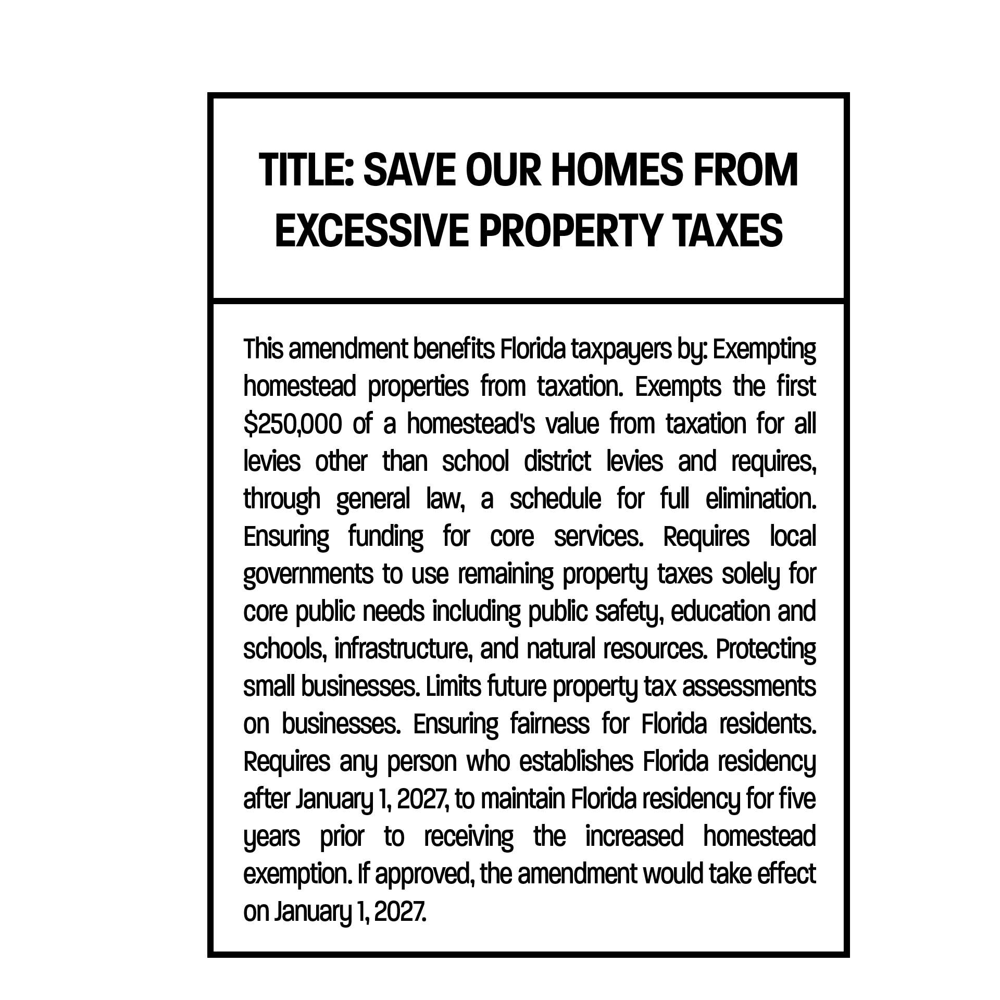 TITLE: SAVE OUR HOMES FROM
EXCESSIVE PROPERTY TAXES
This amendment benefits Florida taxpayers by: Exempting
homestead properties from taxation. Exempts the first
$250,000 of a homestead's value from taxation for all
levies other than school district levies and requires,
through general law, a schedule for full elimination.
Ensuring funding for core services. Requires local
governments to use remaining property taxes solely for
core public needs including public safety, education and
schools, infrastructure, and natural resources. Protecting
small businesses. Limits future property tax assessments
on businesses. Ensuring fairness for Florida residents.
Requires any person who establishes Florida residency
after January 1, 2027, to maintain Florida residency for five
years prior to receiving the increased homestead
exemption. If approved, the amendment would take effect
on January 1, 2027.